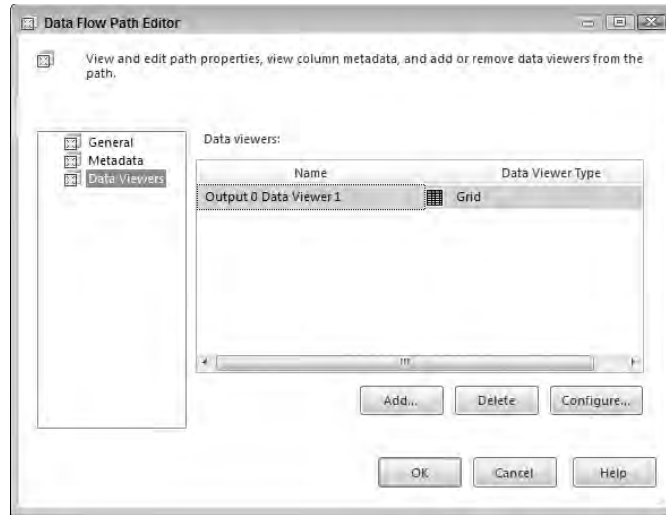 Data Flow Path Editor
View and edit path properties, view column metadata, and add or remove data viewers from the
path.
General
Metadata
Data Viewers
Data viewers:
Name Data Viewer Type
Output 0 Data Viewer 1 Grid
Add... Delete Configure...
OK Cancel Help